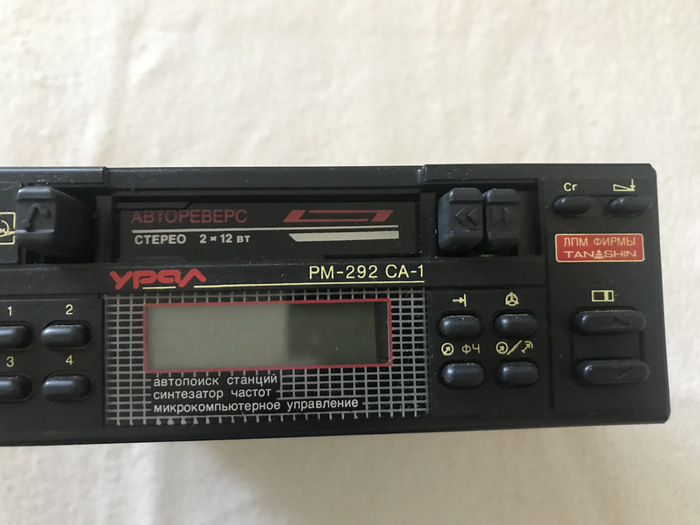 Cr
АВТОРЕВЕРС
СТЕРЕО 2×12 ВТ
ЛПМ ФИРМЫ
TANASHIN
УРАЛ
РМ-292 СА-1
1 2
ФЧ
3 4
автопоиск станций
синтезатор частот
микрокомпьютерное управление